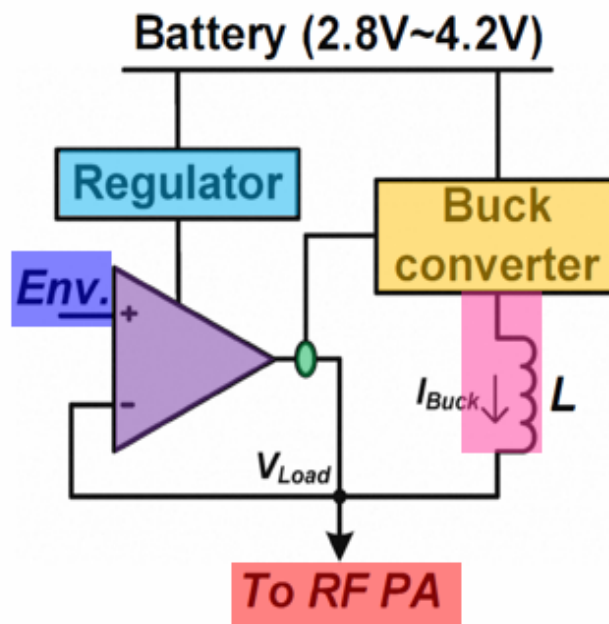 Battery (2.8V~4.2V)
Regulator
Buck
converter
Env.
+
-
I_Buck
L
V_Load
To RF PA